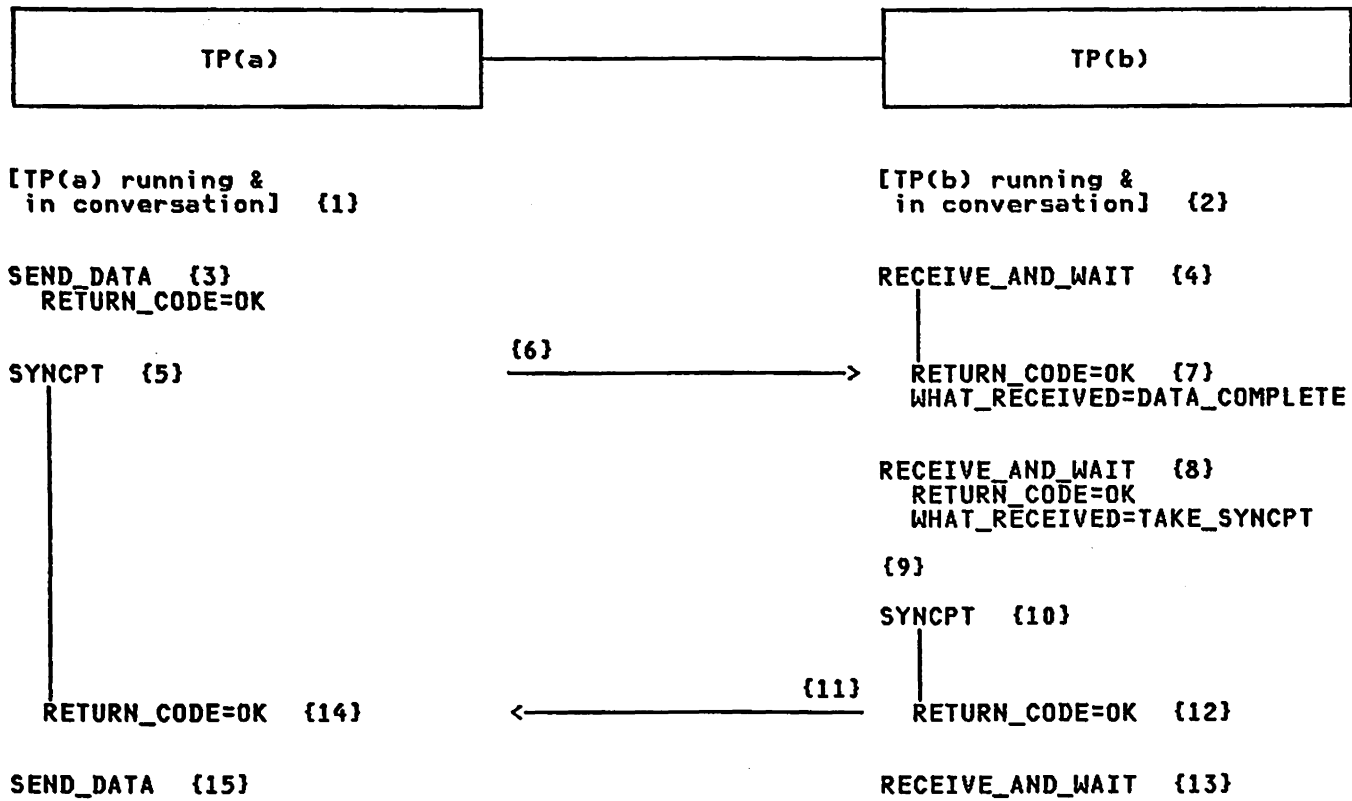 TP(a)
TP(b)
[TP(a) running &
in conversation] {1}
[TP(b) running &
in conversation] {2}
SEND_DATA {3}
RETURN_CODE=OK
RECEIVE_AND_WAIT {4}
SYNCPT {5}
{6}
RETURN_CODE=OK {7}
WHAT_RECEIVED=DATA_COMPLETE
RECEIVE_AND_WAIT {8}
RETURN_CODE=OK
WHAT_RECEIVED=TAKE_SYNCPT
{9}
SYNCPT {10}
{11}
RETURN_CODE=OK {14}
RETURN_CODE=OK {12}
SEND_DATA {15}
RECEIVE_AND_WAIT {13}